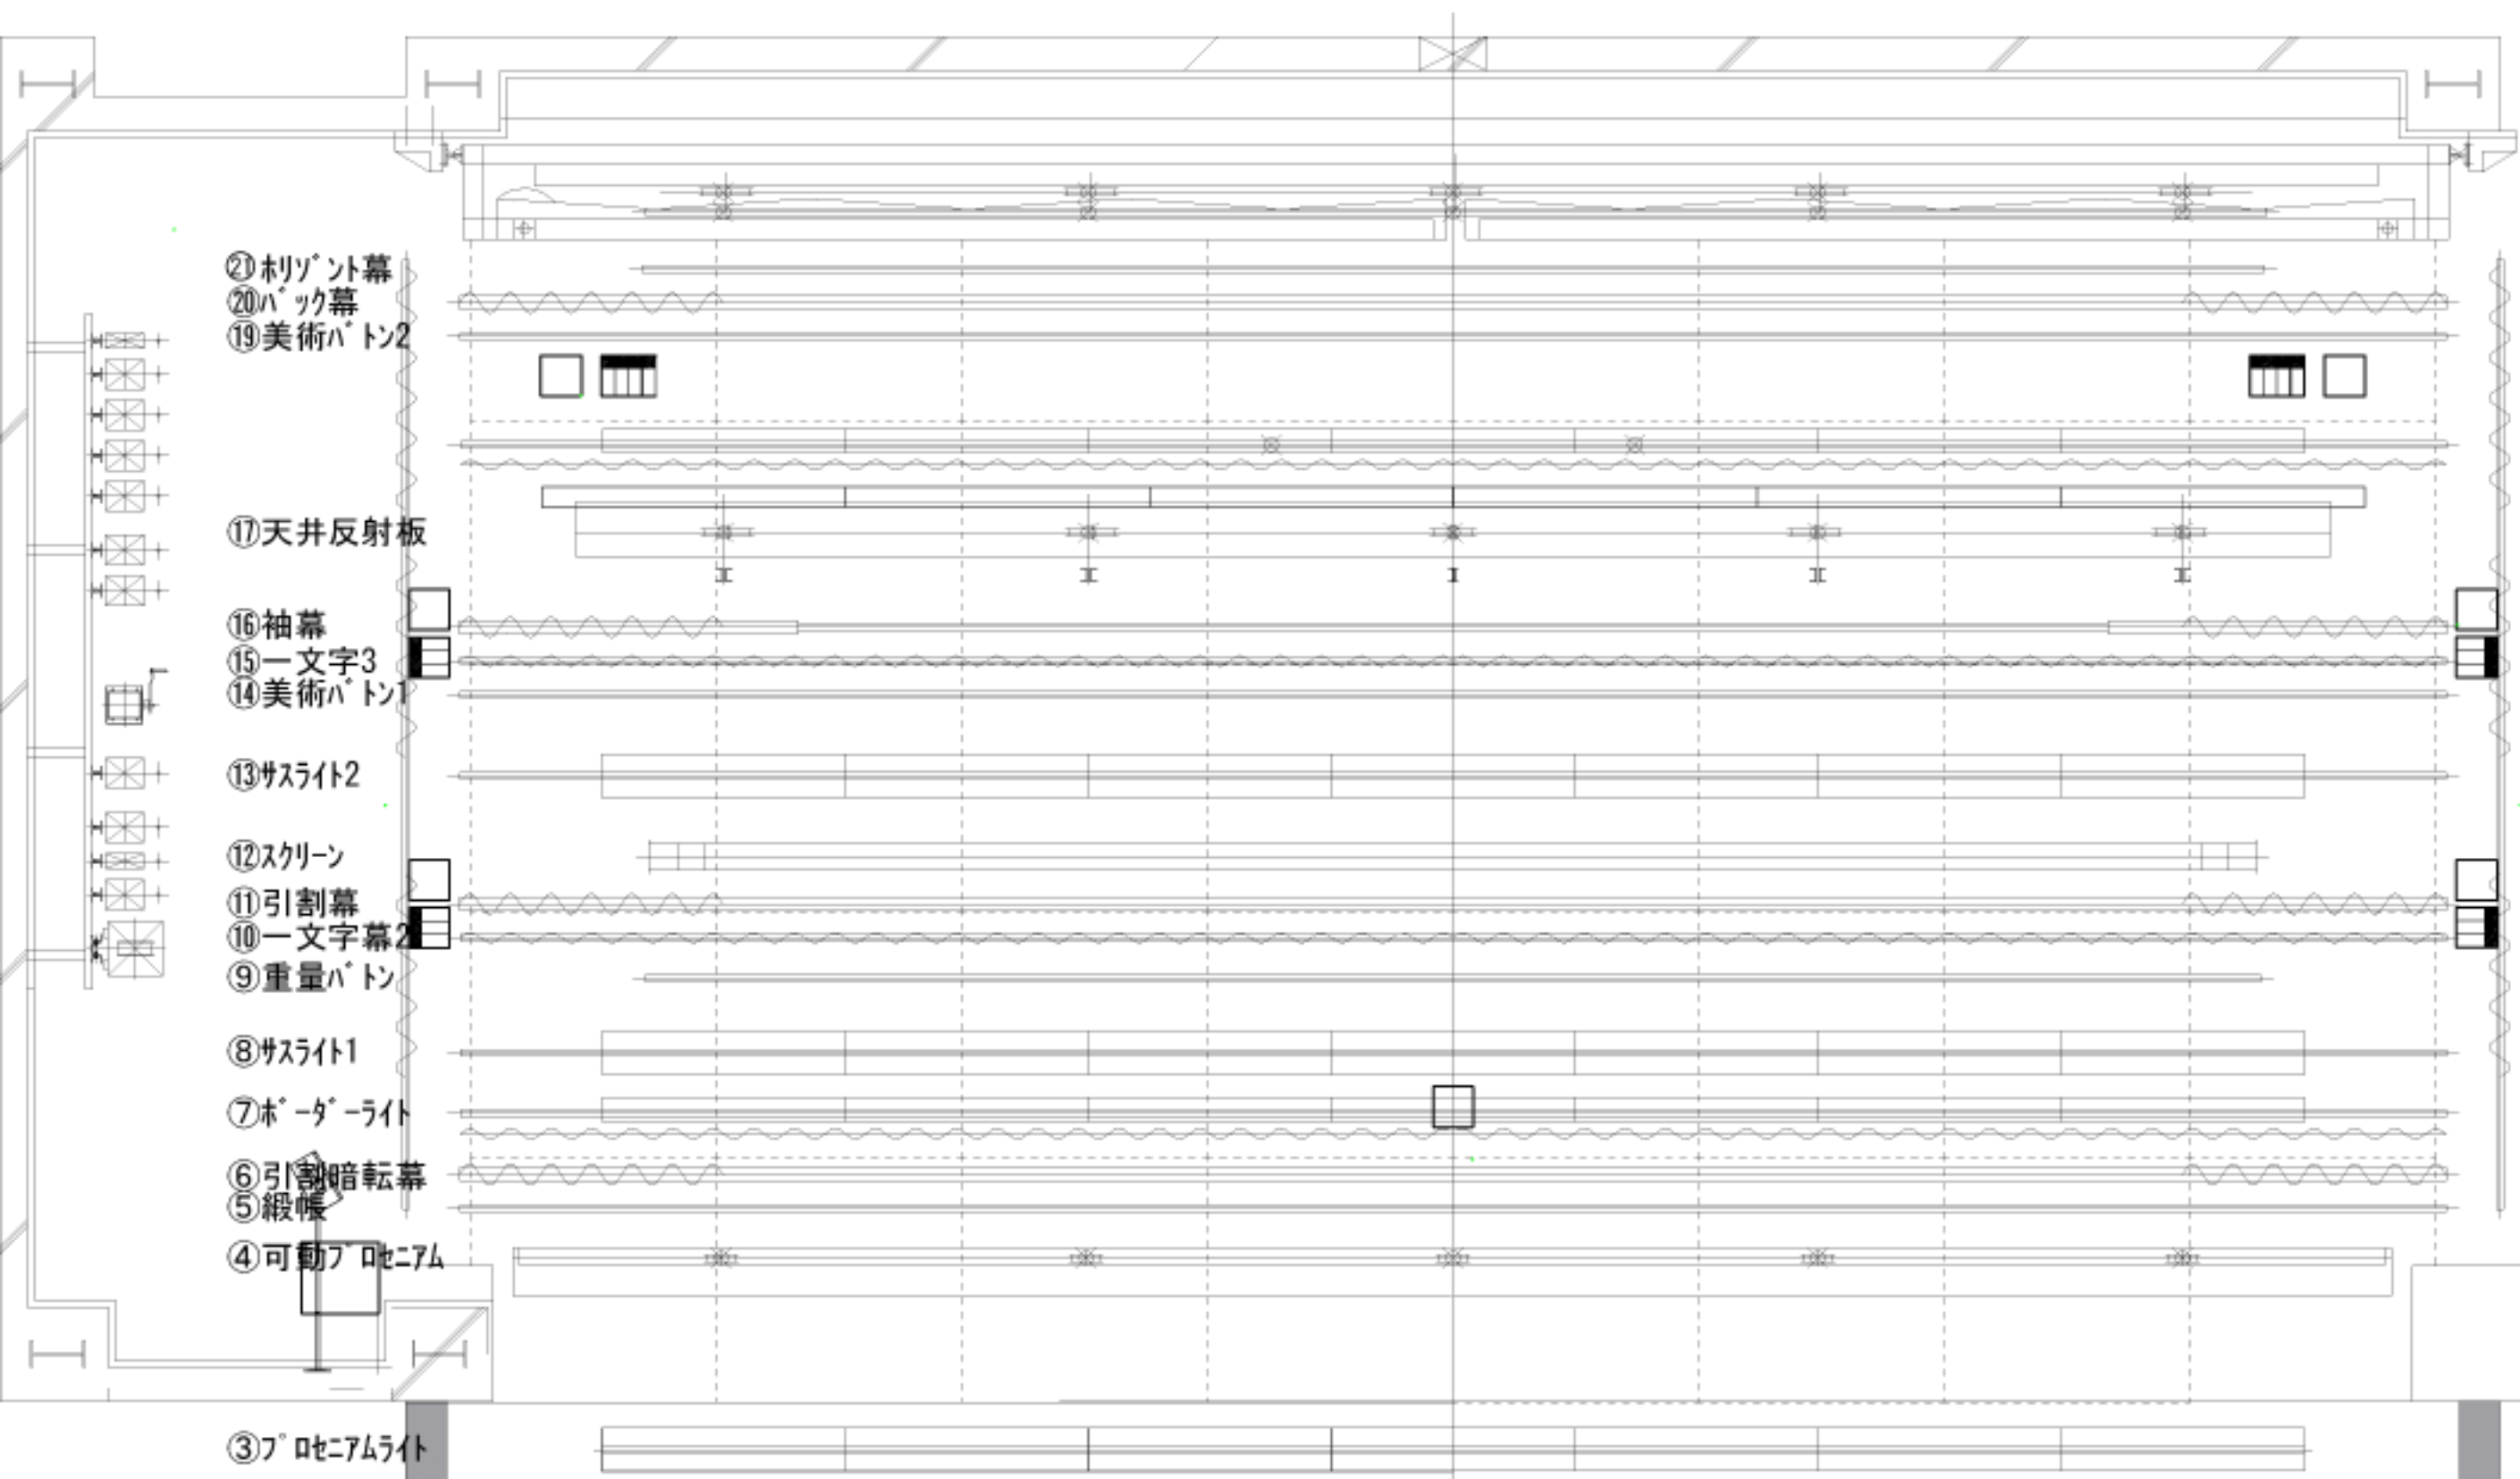 ㉑ﾎﾘｿﾞﾝﾄ幕
⑳ﾊﾞｯｸ幕
⑲美術ﾊﾞﾄﾝ2
⑰天井反射板
⑯袖幕
⑮一文字3
⑭美術ﾊﾞﾄﾝ1
⑬ｻｽﾗｲﾄ2
⑫ｽｸﾘｰﾝ
⑪引割幕
⑩一文字幕2
⑨重量ﾊﾞﾄﾝ
⑧ｻｽﾗｲﾄ1
⑦ﾎﾞｰﾀﾞｰﾗｲﾄ
⑥引割暗転幕
⑤緞帳
④可動ﾌﾟﾛｾﾆｱﾑ
③ﾌﾟﾛｾﾆｱﾑﾗｲﾄ